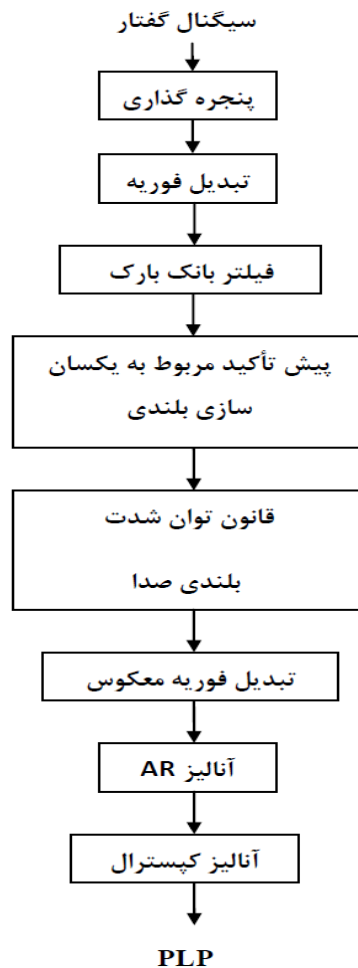 سیگنال گفتار
پنجره گذاری
تبدیل فوریه
فیلتر بانک بارک
پیش تأکید مربوط به یکسان
سازی بلندی
قانون توان شدت
بلندی صدا
تبدیل فوریه معکوس
آنالیز AR
آنالیز کپسترال
PLP